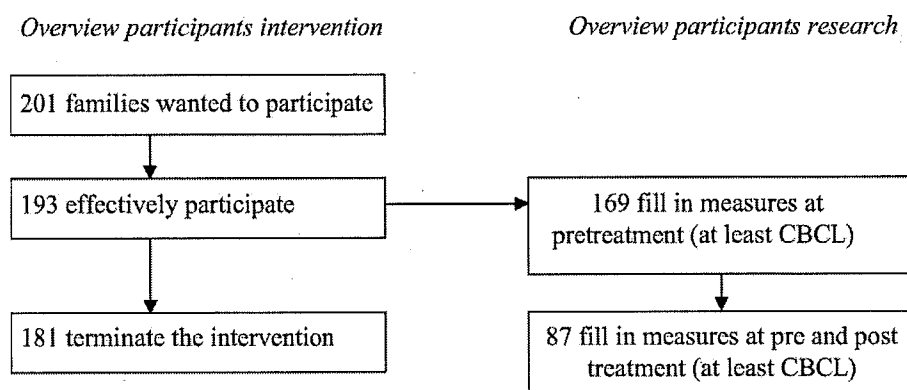 Overview participants intervention
Overview participants research
201 families wanted to participate
193 effectively participate
169 fill in measures at
pretreatment (at least CBCL)
181 terminate the intervention
87 fill in measures at pre and post
treatment (at least CBCL)